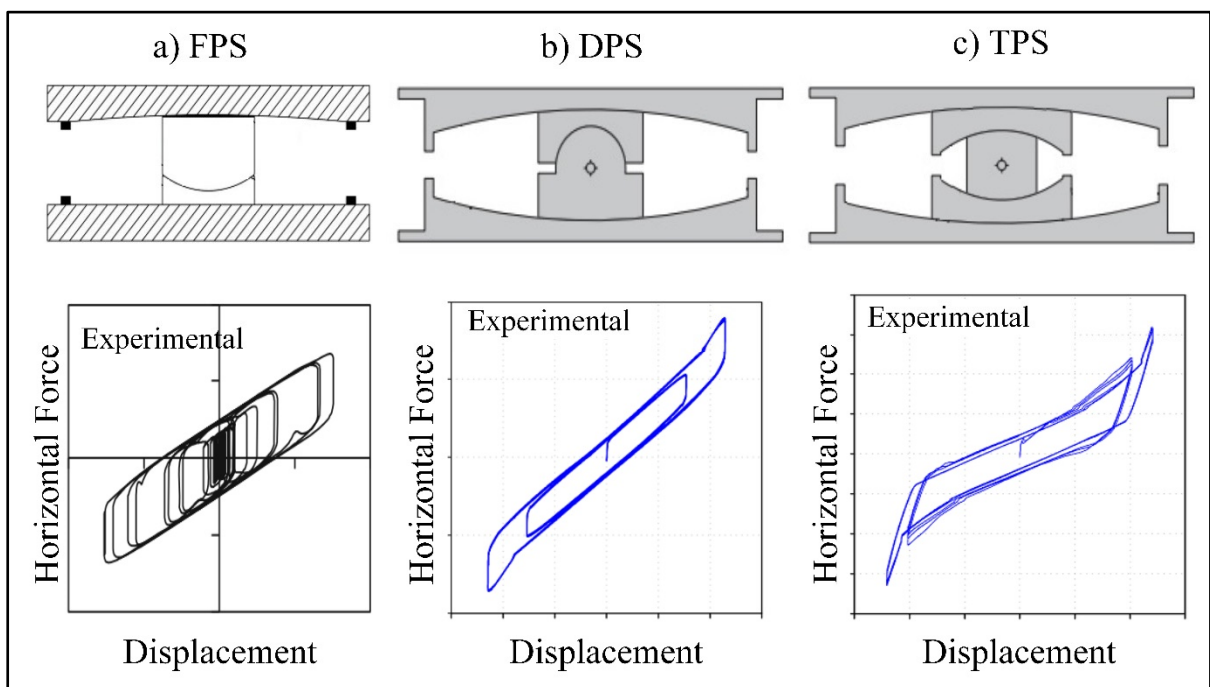 a) FPS
b) DPS
c) TPS
Experimental
Horizontal Force
Displacement
Experimental
Horizontal Force
Displacement
Experimental
Horizontal Force
Displacement